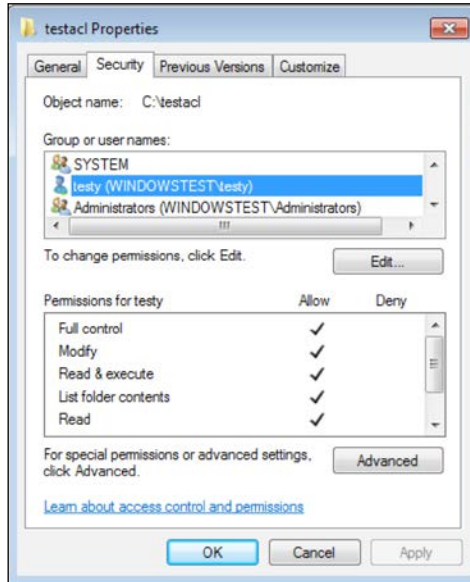 testacl Properties
General Security Previous Versions Customize
Object name: C:\testacl
Group or user names:
SYSTEM
testy (WINDOWSTEST\testy)
Administrators (WINDOWSTEST\Administrators)
To change permissions, click Edit.
Edit...
Permissions for testy Allow Deny
Full control
Modify
Read & execute
List folder contents
Read
For special permissions or advanced settings,
click Advanced.
Advanced
Learn about access control and permissions
OK Cancel Apply